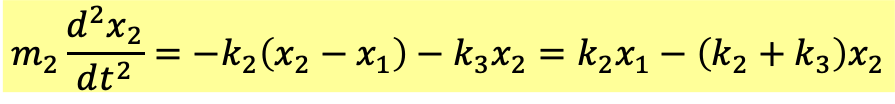 m₂ d²x₂/dt² = −k₂(x₂ − x₁) − k₃x₂ = k₂x₁ − (k₂ + k₃)x₂